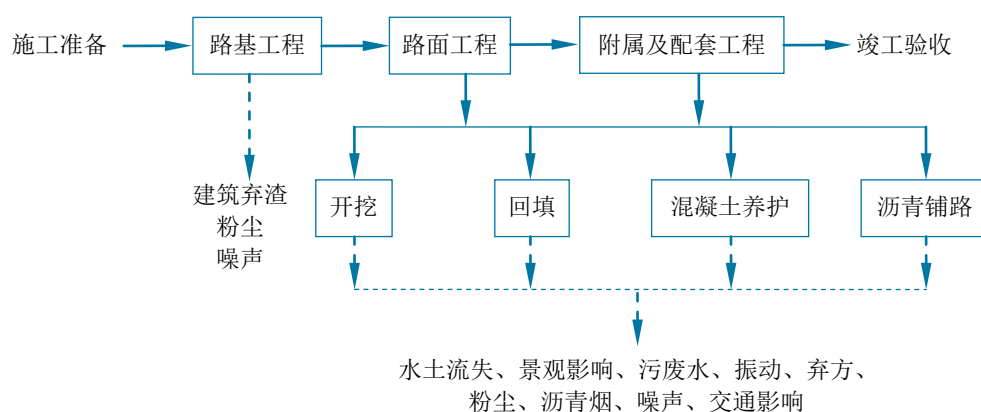 施工准备
路基工程
路面工程
附属及配套工程
竣工验收
建筑弃渣
粉尘
噪声
开挖
回填
混凝土养护
沥青铺路
水土流失、景观影响、污废水、振动、弃方、
粉尘、沥青烟、噪声、交通影响